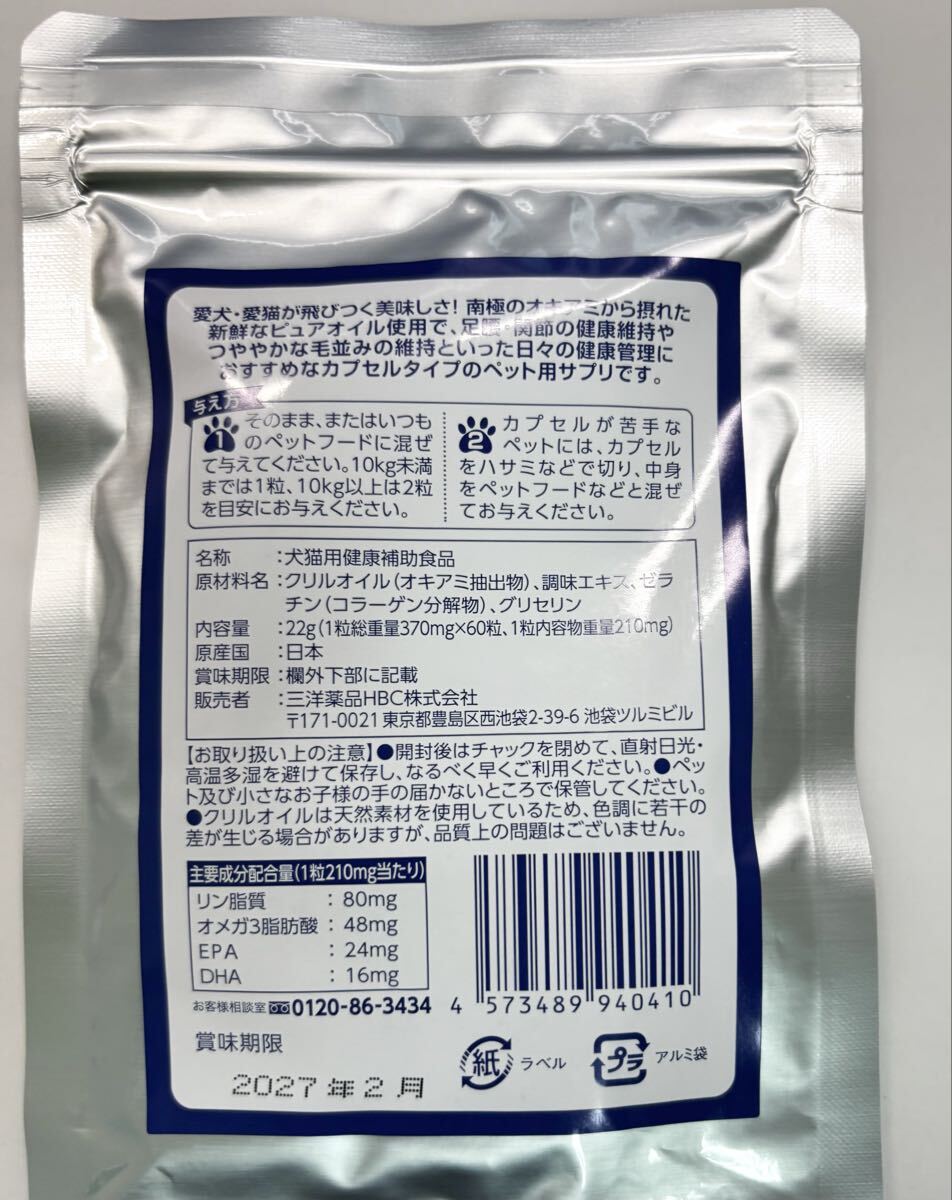 愛犬・愛猫が飛びつく美味しさ! 南極のオキアミから摂れた
新鮮なピュアオイル使用で、足腰・関節の健康維持や
つややかな毛並みの維持といった日々の健康管理に
おすすめなカプセルタイプのペット用サプリです。
与え方
1 そのまま、またはいつも
のペットフードに混ぜ
て与えてください。10kg未満
までは1粒、10kg以上は2粒
を目安にお与えください。
2 カプセルが苦手な
ペットには、カプセル
をハサミなどで切り、中身
をペットフードなどと混ぜ
てお与えください。
名称 :犬猫用健康補助食品
原材料名 :クリルオイル(オキアミ抽出物)、調味エキス、ゼラ
チン(コラーゲン分解物)、グリセリン
内容量 :22g(1粒総重量370mg×60粒、1粒内容物重量210mg)
原産国 :日本
賞味期限 :欄外下部に記載
販売者 :三洋薬品HBC株式会社
〒171-0021 東京都豊島区西池袋2-39-6 池袋ツルミビル
【お取り扱い上の注意】●開封後はチャックを閉めて、直射日光・
高温多湿を避けて保存し、なるべく早くご利用ください。●ペッ
ト及び小さなお子様の手の届かないところで保管してください。
●クリルオイルは天然素材を使用しているため、色調に若干の
差が生じる場合がありますが、品質上の問題はございません。
主要成分配合量(1粒210mg当たり)
リン脂質 : 80mg
オメガ3脂肪酸 : 48mg
EPA : 24mg
DHA : 16mg
お客様相談室 0120-86-3434
4 573489 940410
賞味期限
2027年2月
紙 ラベル
プラ アルミ袋